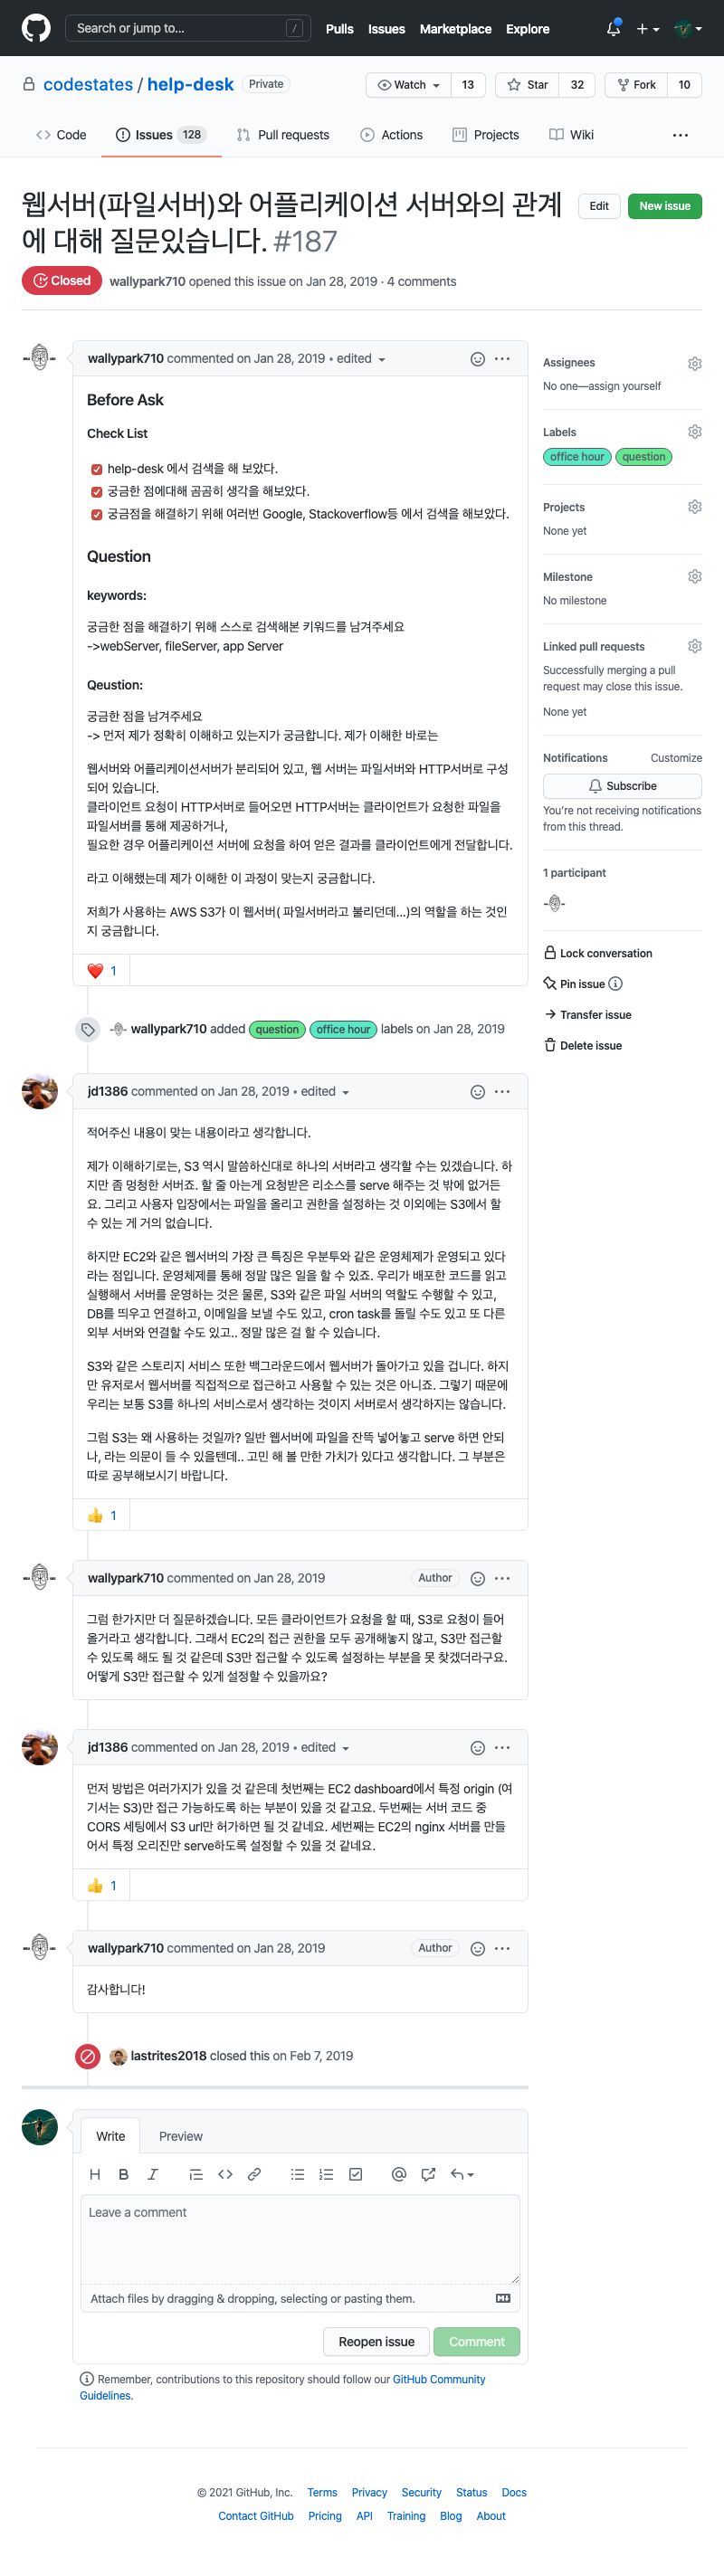 Search or jump to... /
Pulls Issues Marketplace Explore
codestates / help-desk Private
Watch 13 Star 32 Fork 10
Code Issues 128 Pull requests Actions Projects Wiki ...
웹서버(파일서버)와 어플리케이션 서버와의 관계
에 대해 질문있습니다. #187
Edit New issue
Closed wallypark710 opened this issue on Jan 28, 2019 · 4 comments
wallypark710 commented on Jan 28, 2019 • edited
Before Ask
Check List
help-desk 에서 검색을 해 보았다.
궁금한 점에대해 곰곰히 생각을 해보았다.
궁금점을 해결하기 위해 여러번 Google, Stackoverflow등 에서 검색을 해보았다.
Question
keywords:
궁금한 점을 해결하기 위해 스스로 검색해본 키워드를 남겨주세요
->webServer, fileServer, app Server
Qeustion:
궁금한 점을 남겨주세요
-> 먼저 제가 정확히 이해하고 있는지가 궁금합니다. 제가 이해한 바로는
웹서버와 어플리케이션서버가 분리되어 있고, 웹 서버는 파일서버와 HTTP서버로 구성
되어 있습니다.
클라이언트 요청이 HTTP서버로 들어오면 HTTP서버는 클라이언트가 요청한 파일을
파일서버를 통해 제공하거나,
필요한 경우 어플리케이션 서버에 요청을 하여 얻은 결과를 클라이언트에게 전달합니다.
라고 이해했는데 제가 이해한 이 과정이 맞는지 궁금합니다.
저희가 사용하는 AWS S3가 이 웹서버( 파일서버라고 불리던데...)의 역할을 하는 것인
지 궁금합니다.
❤️ 1
Assignees
No one—assign yourself
Labels
office hour question
Projects
None yet
Milestone
No milestone
Linked pull requests
Successfully merging a pull
request may close this issue.
None yet
Notifications Customize
Subscribe
You're not receiving notifications
from this thread.
1 participant
Lock conversation
Pin issue
Transfer issue
Delete issue
wallypark710 added question office hour labels on Jan 28, 2019
jd1386 commented on Jan 28, 2019 • edited
적어주신 내용이 맞는 내용이라고 생각합니다.
제가 이해하기로는, S3 역시 말씀하신대로 하나의 서버라고 생각할 수는 있겠습니다. 하
지만 좀 멍청한 서버죠. 할 줄 아는게 요청받은 리소스를 serve 해주는 것 밖에 없거든
요. 그리고 사용자 입장에서는 파일을 올리고 권한을 설정하는 것 이외에는 S3에서 할
수 있는 게 거의 없습니다.
하지만 EC2와 같은 웹서버의 가장 큰 특징은 우분투와 같은 운영체제가 운영되고 있다
라는 점입니다. 운영체제를 통해 정말 많은 일을 할 수 있죠. 우리가 배포한 코드를 읽고
실행해서 서버를 운영하는 것은 물론, S3와 같은 파일 서버의 역할도 수행할 수 있고,
DB를 띄우고 연결하고, 이메일을 보낼 수도 있고, cron task를 돌릴 수도 있고 또 다른
외부 서버와 연결할 수도 있고.. 정말 많은 걸 할 수 있습니다.
S3와 같은 스토리지 서비스 또한 백그라운드에서 웹서버가 돌아가고 있을 겁니다. 하지
만 유저로서 웹서버를 직접적으로 접근하고 사용할 수 있는 것은 아니죠. 그렇기 때문에
우리는 보통 S3를 하나의 서비스로서 생각하는 것이지 서버로서 생각하지는 않습니다.
그럼 S3는 왜 사용하는 것일까? 일반 웹서버에 파일을 잔뜩 넣어놓고 serve 하면 안되
나, 라는 의문이 들 수 있을텐데.. 고민 해 볼 만한 가치가 있다고 생각합니다. 그 부분은
따로 공부해보시기 바랍니다.
👍 1
wallypark710 commented on Jan 28, 2019 Author
그럼 한가지만 더 질문하겠습니다. 모든 클라이언트가 요청을 할 때, S3로 요청이 들어
올거라고 생각합니다. 그래서 EC2의 접근 권한을 모두 공개해놓지 않고, S3만 접근할
수 있도록 해도 될 것 같은데 S3만 접근할 수 있도록 설정하는 부분을 못 찾겠더라구요.
어떻게 S3만 접근할 수 있게 설정할 수 있을까요?
jd1386 commented on Jan 28, 2019 • edited
먼저 방법은 여러가지가 있을 것 같은데 첫번째는 EC2 dashboard에서 특정 origin (여
기서는 S3)만 접근 가능하도록 하는 부분이 있을 것 같고요. 두번째는 서버 코드 중
CORS 세팅에서 S3 url만 허가하면 될 것 같네요. 세번째는 EC2의 nginx 서버를 만들
어서 특정 오리진만 serve하도록 설정할 수 있을 것 같네요.
👍 1
wallypark710 commented on Jan 28, 2019 Author
감사합니다!
lastrites2018 closed this on Feb 7, 2019
Write Preview
Leave a comment
Attach files by dragging & dropping, selecting or pasting them.
Reopen issue Comment
Remember, contributions to this repository should follow our GitHub Community
Guidelines.
© 2021 GitHub, Inc. Terms Privacy Security Status Docs
Contact GitHub Pricing API Training Blog About